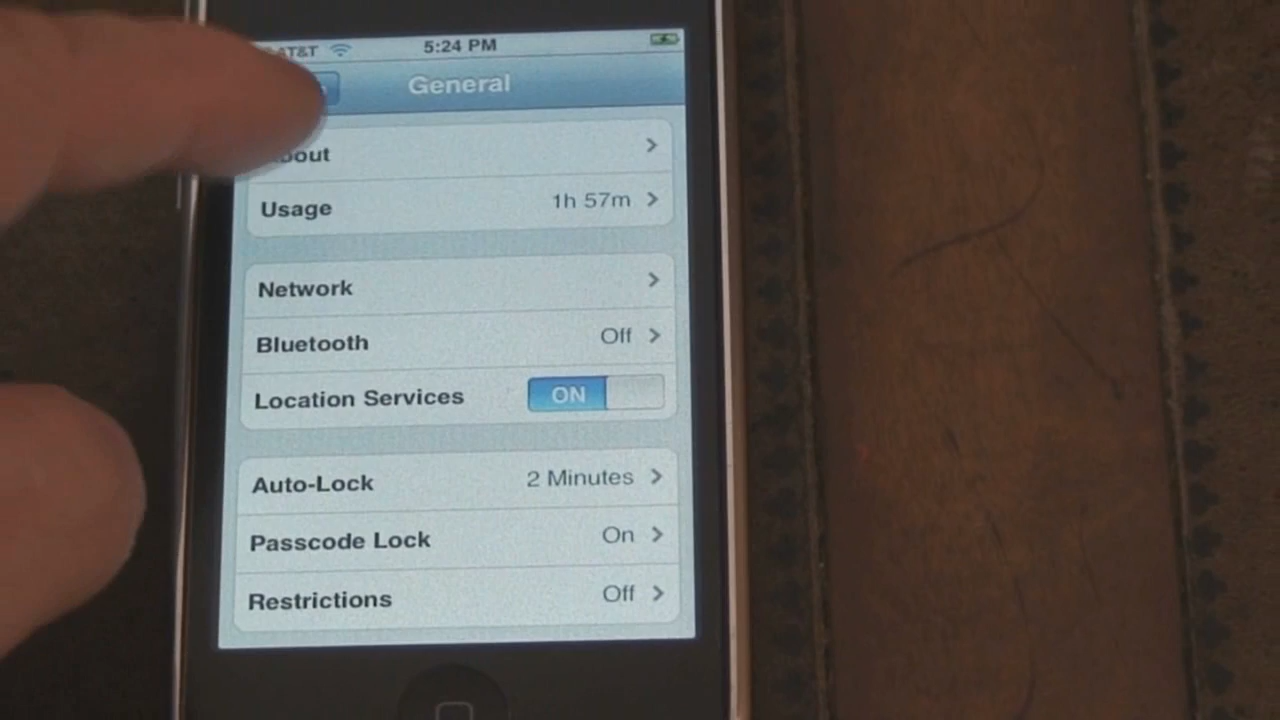 AT&T 5:24 PM
General
Usage 1h 57m
Network
Bluetooth Off
Location Services ON
Auto-Lock 2 Minutes
Passcode Lock On
Restrictions Off